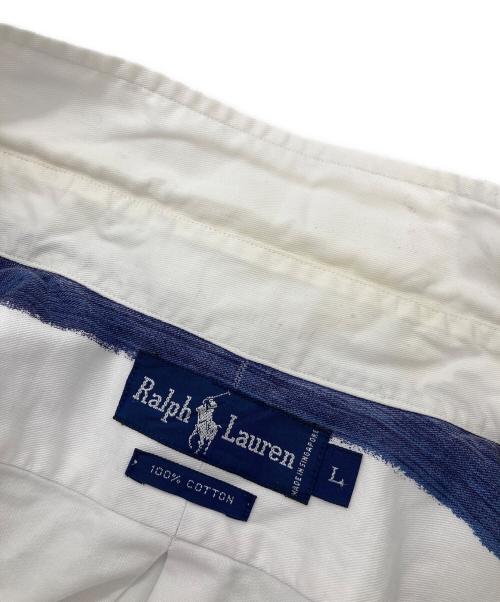 Ralph Lauren
MADE IN SINGAPORE
L
100% COTTON